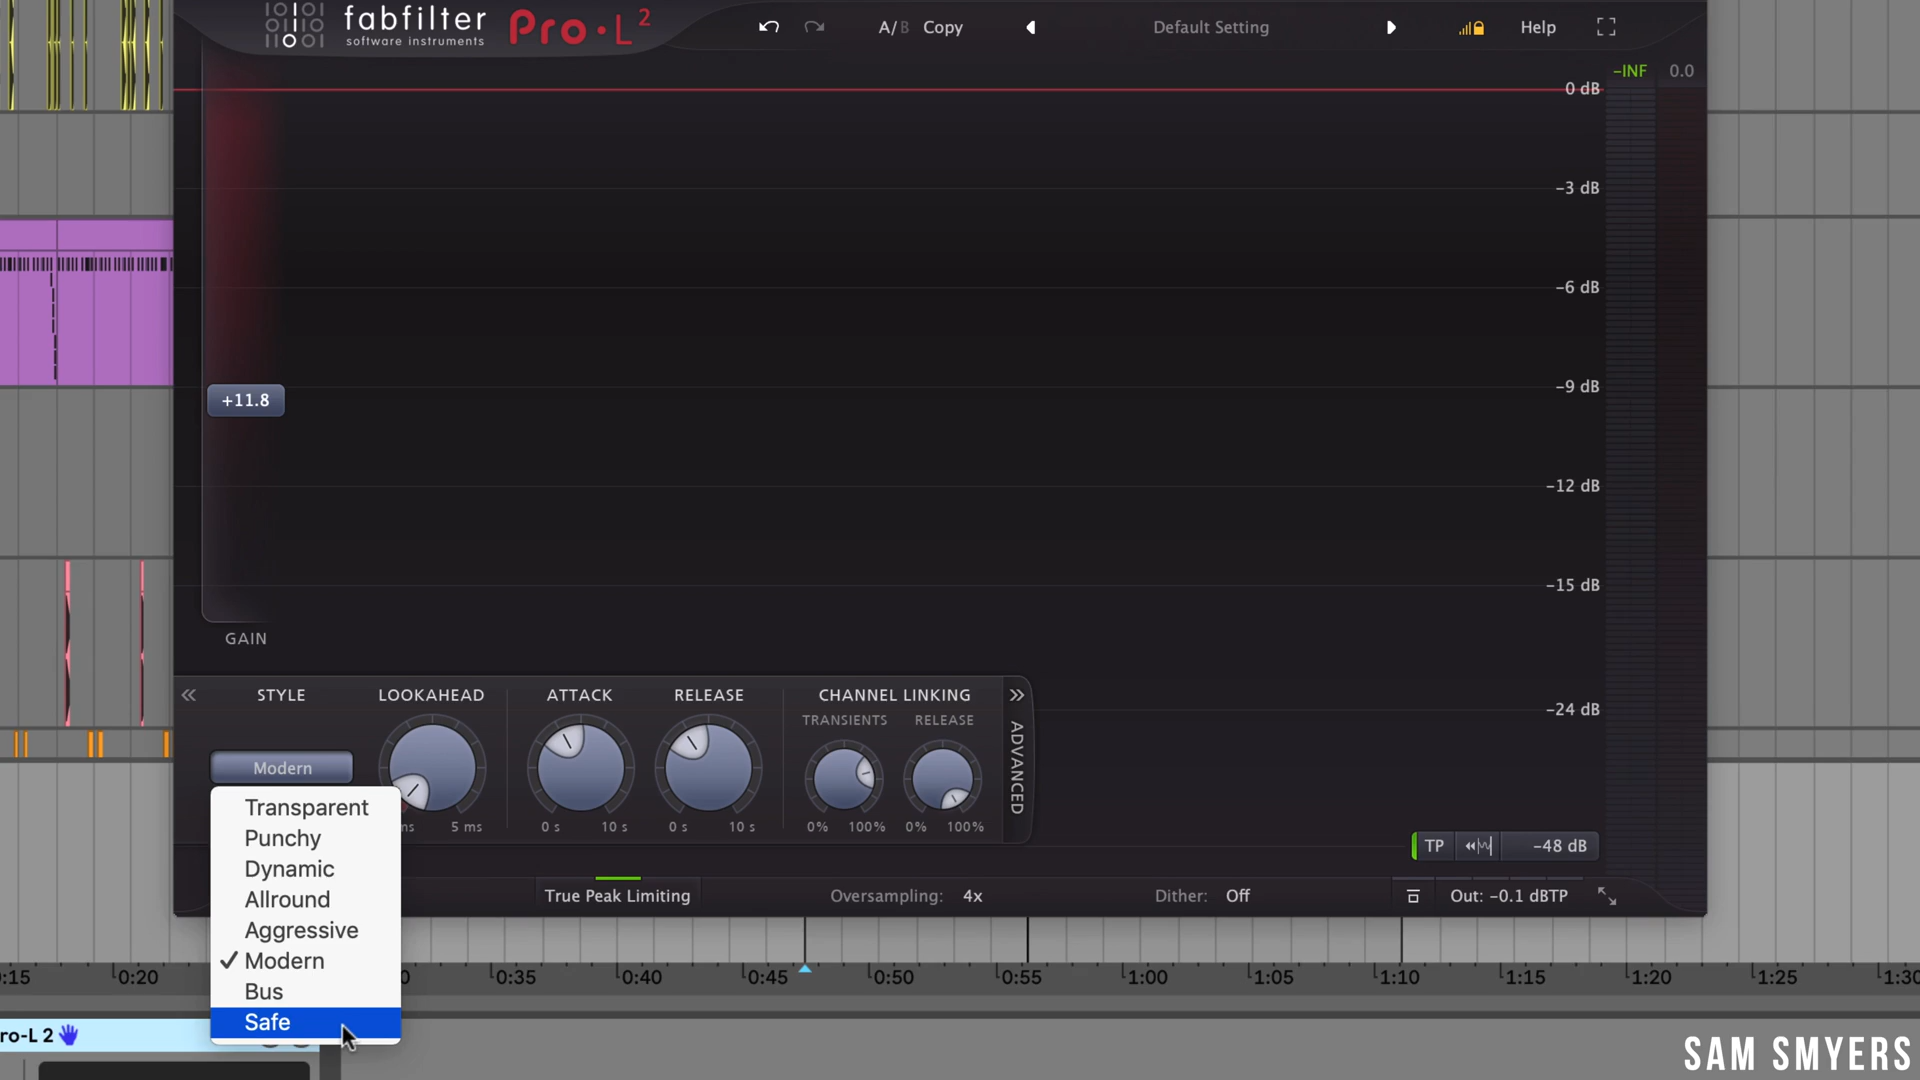 fabfilter
software instruments
Pro·L 2
A/B Copy
Default Setting
Help
-INF 0.0
0 dB
-3 dB
-6 dB
-9 dB
-12 dB
-15 dB
-24 dB
+11.8
GAIN
STYLE LOOKAHEAD ATTACK RELEASE CHANNEL LINKING
TRANSIENTS RELEASE
Modern
ms 5 ms 0 s 10 s 0 s 10 s 0% 100% 0% 100%
ADVANCED
Transparent
Punchy
Dynamic
Allround
Aggressive
✓ Modern
Bus
Safe
TP -48 dB
True Peak Limiting Oversampling: 4x Dither: Off Out: -0.1 dBTP
:15 0:20 0 0:35 0:40 0:45 0:50 0:55 1:00 1:05 1:10 1:15 1:20 1:25 1:30
ro-L 2
SAM SMYERS